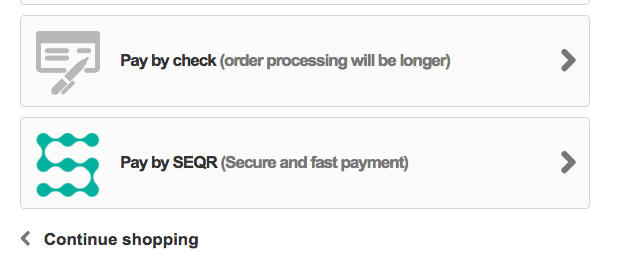 Pay by check (order processing will be longer)
Pay by SEQR (Secure and fast payment)
Continue shopping